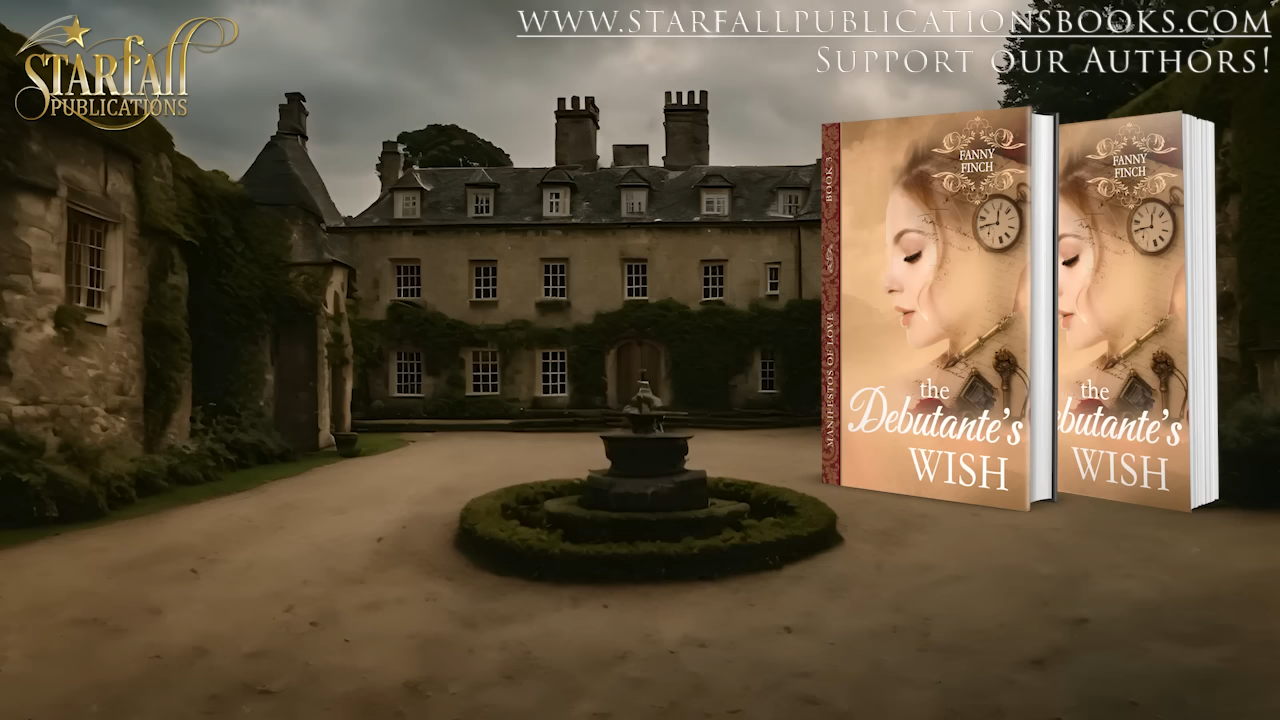 STARfall
PUBLICATIONS
WWW.STARFALLPUBLICATIONSBOOKS.COM
SUPPORT OUR AUTHORS!
BOOK 3
MANIFESTOS OF LOVE
FANNY
FINCH
the
Debutante's
WISH
FANNY
FINCH
the
ebutante's
WISH